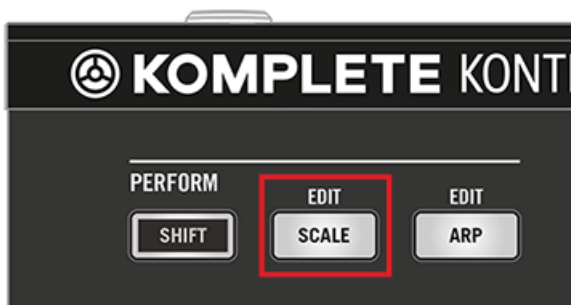 KOMPLETE KONT
PERFORM
EDIT EDIT
SHIFT SCALE ARP